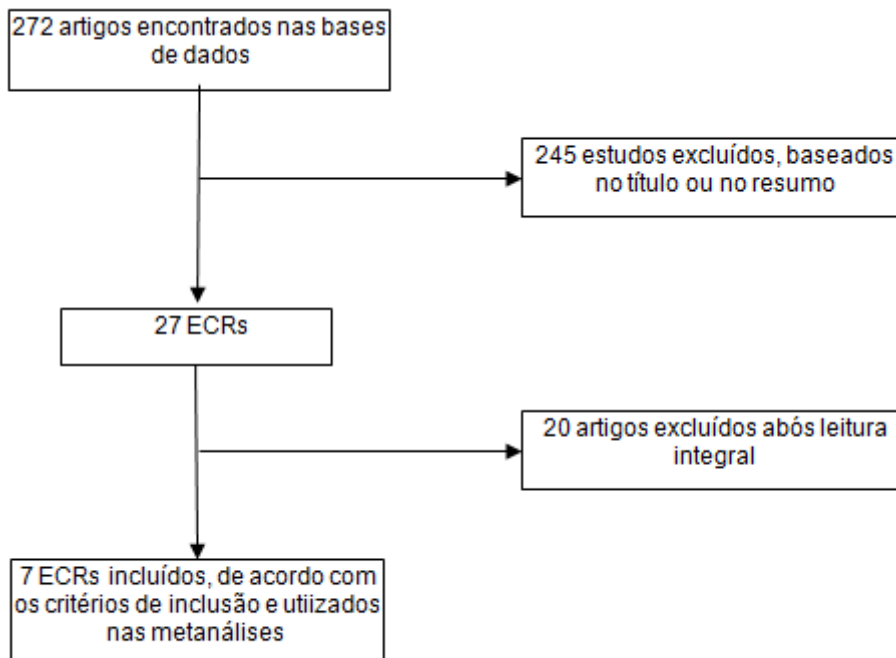 272 artigos encontrados nas bases
de dados
245 estudos excluídos, baseados
no título ou no resumo
27 ECRs
20 artigos excluídos abós leitura
integral
7 ECRs incluídos, de acordo com
os critérios de inclusão e utiizados
nas metanálises